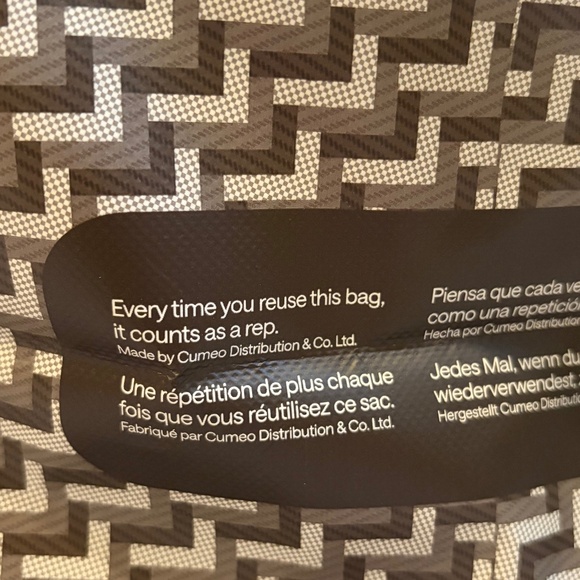 Every time you reuse this bag,
it counts as a rep.
Made by Cumeo Distribution & Co. Ltd.
Une répétition de plus chaque
fois que vous réutilisez ce sac.
Fabriqué par Cumeo Distribution & Co. Ltd.
Piensa que cada
como una
Hecha por Cumeo Distribution
Jedes Mal, wenn du
wiederverwendest
Hergestellt Cumeo